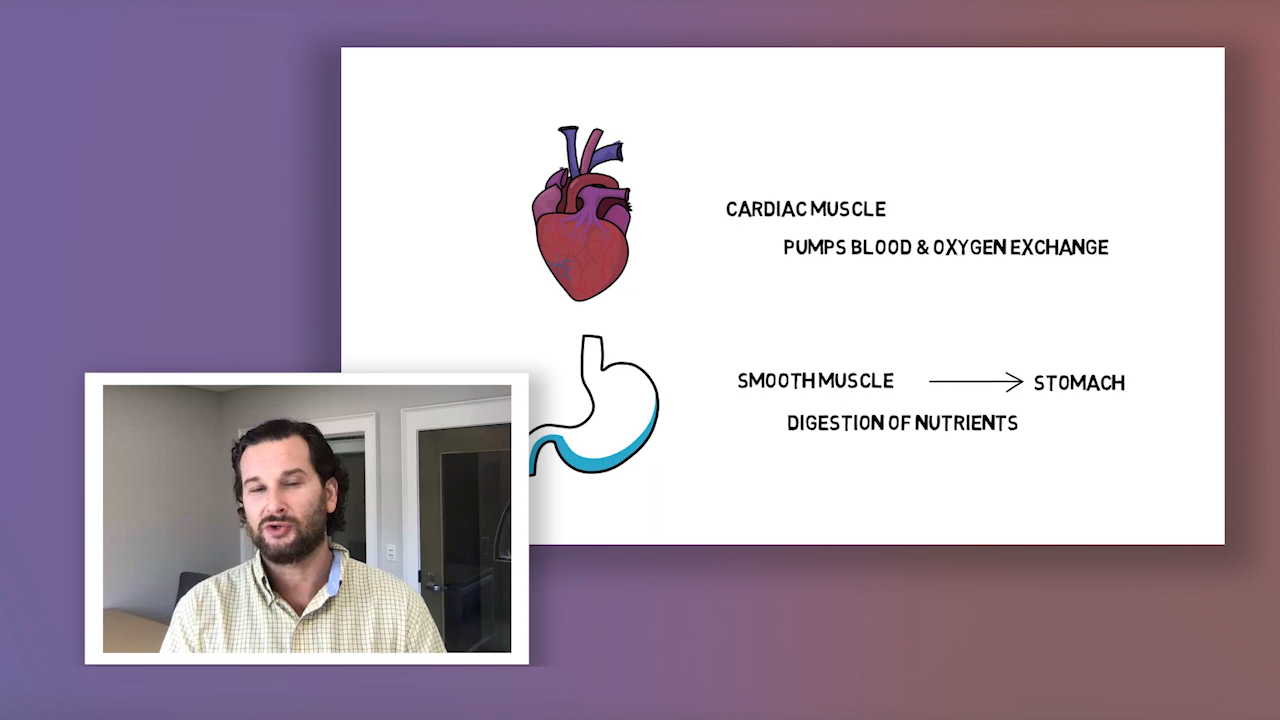 CARDIAC MUSCLE
PUMPS BLOOD & OXYGEN EXCHANGE
SMOOTH MUSCLE → STOMACH
DIGESTION OF NUTRIENTS